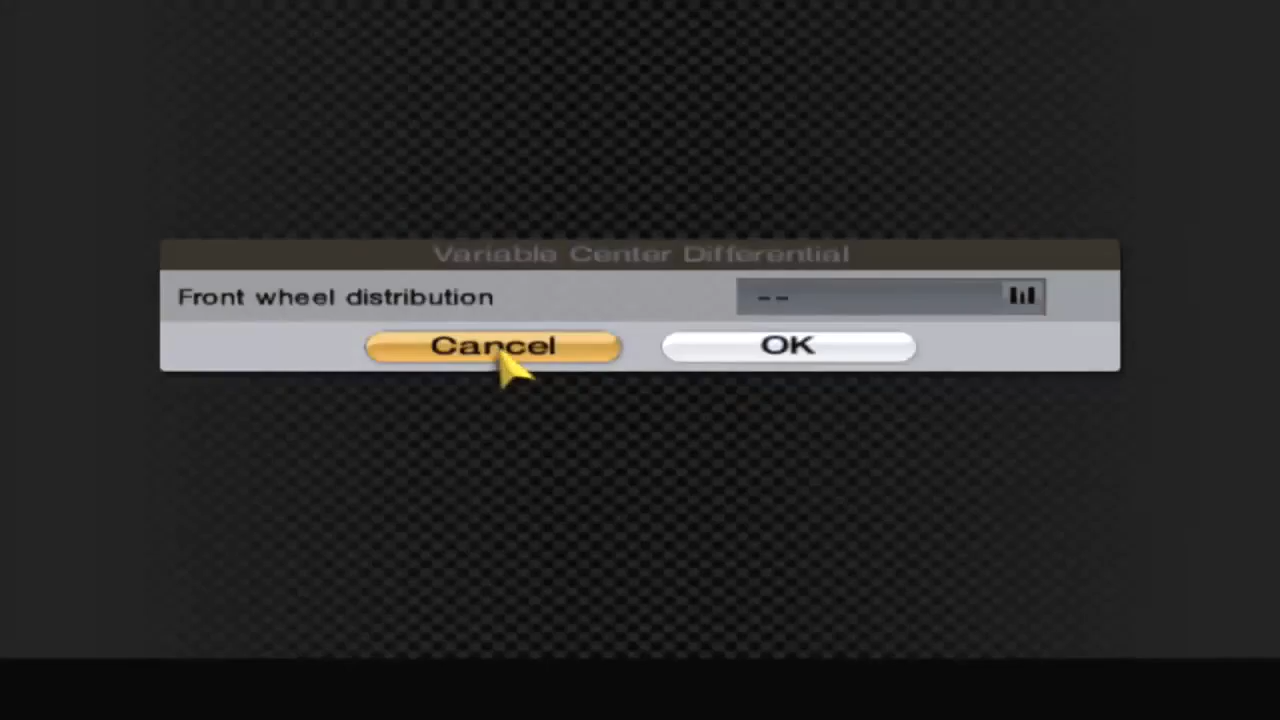 Variable Center Differential
Front wheel distribution --
Cancel OK